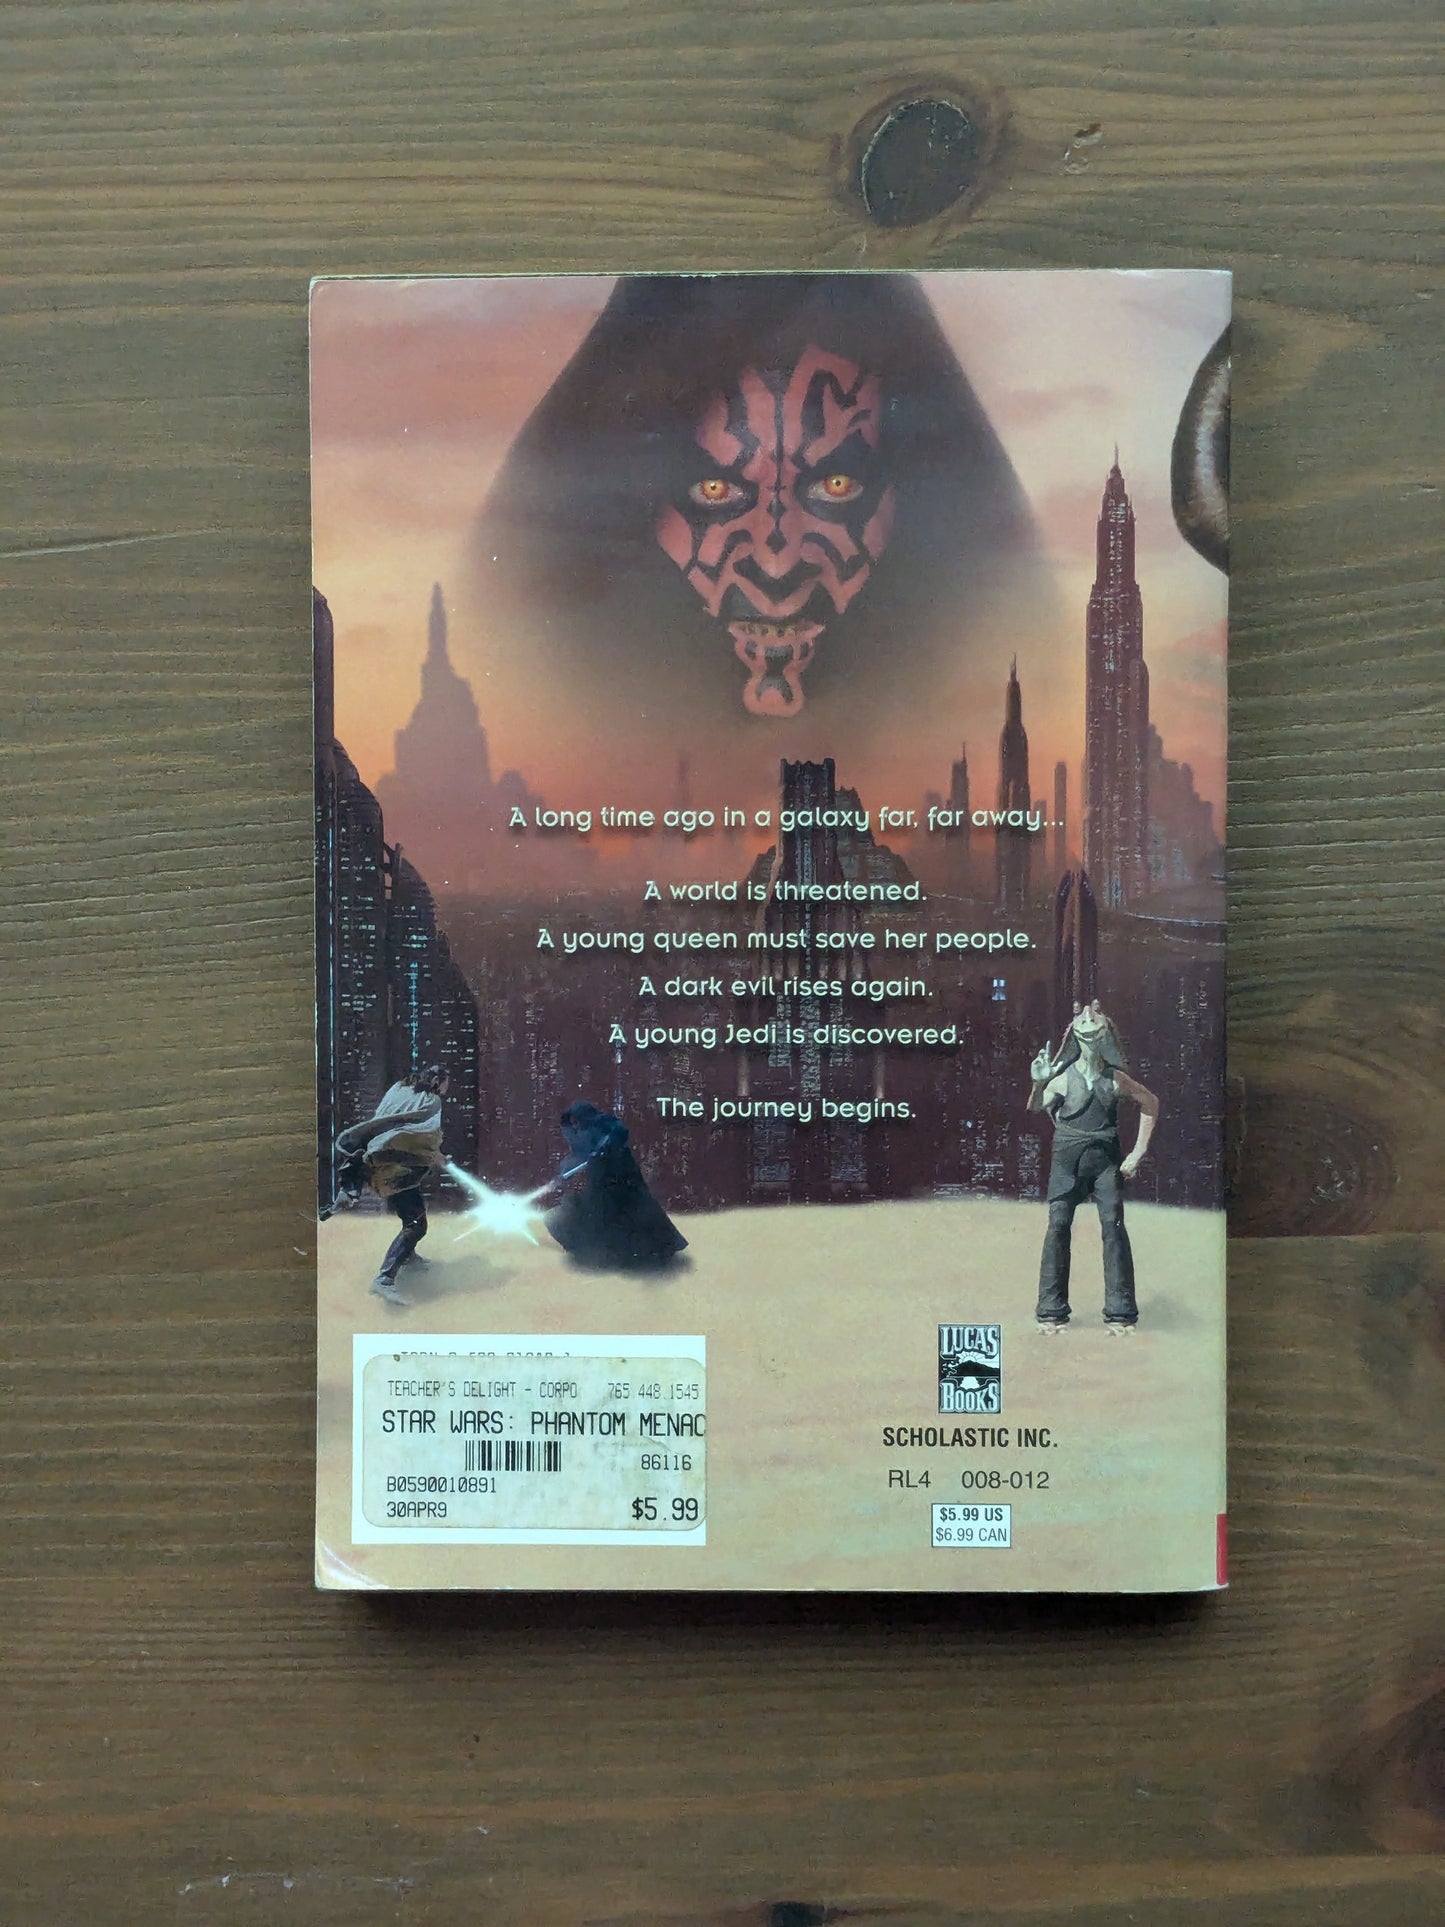 A long time ago in a galaxy far, far away...
A world is threatened.
A young queen must save her people.
A dark evil rises again.
A young Jedi is discovered.
The journey begins.
TEACHER'S DELIGHT - CORPO 765 448.1545
STAR WARS: PHANTOM MENAC
86116
B0590010891
30APR9 $5.99
LUCAS
BOOKS
SCHOLASTIC INC.
RL4 008-012
$5.99 US
$6.99 CAN